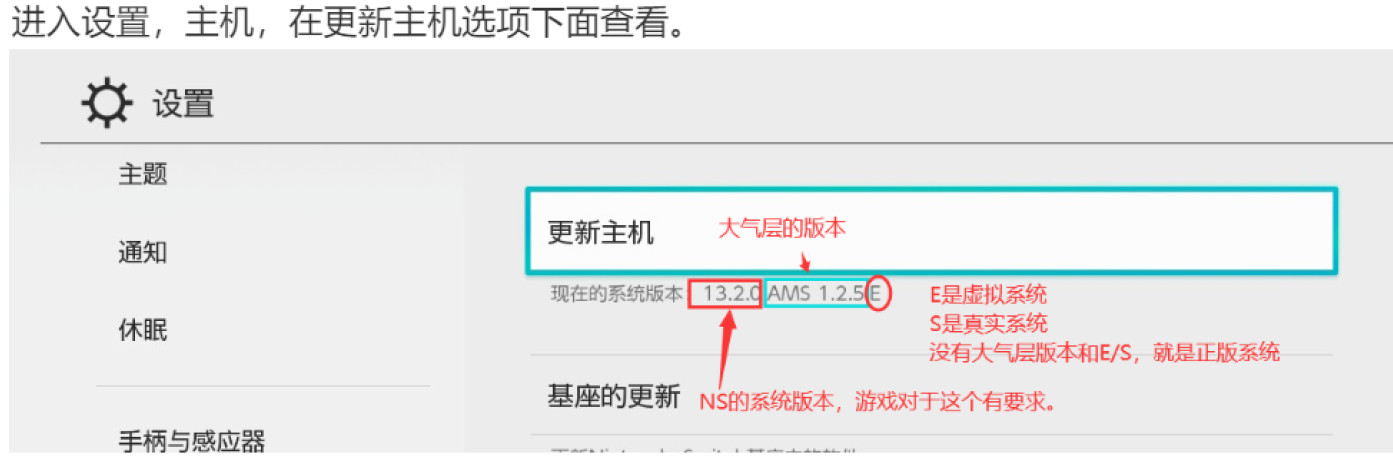 进入设置，主机，在更新主机选项下面查看。
设置
主题
通知
休眠
手柄与感应器
更新主机
大气层的版本
现在的系统版本 13.2.0 AMS 1.2.5 E
E是虚拟系统
S是真实系统
没有大气层版本和E/S，就是正版系统
基座的更新
NS的系统版本，游戏对于这个有要求。